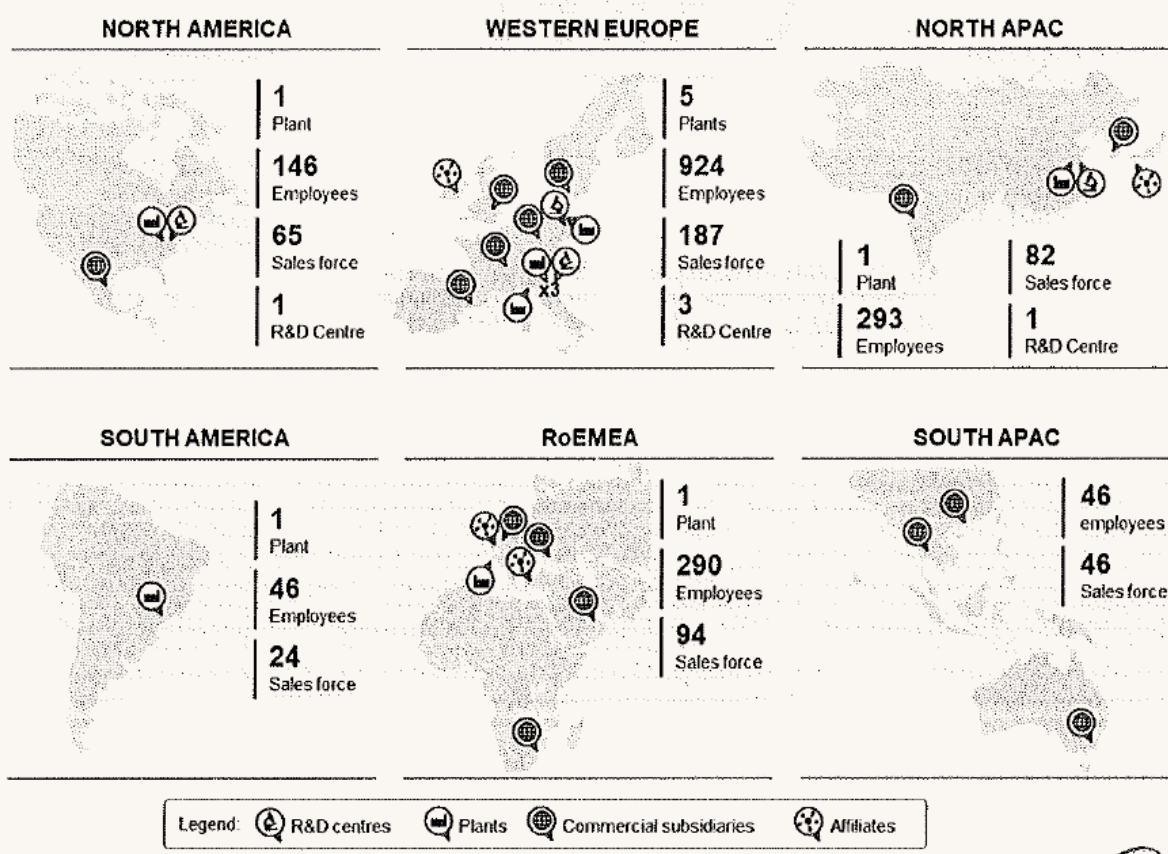 NORTH AMERICA
1
Plant
146
Employees
65
Sales force
1
R&D Centre
WESTERN EUROPE
5
Plants
924
Employees
187
Sales force
3
R&D Centre
x3
NORTH APAC
1
Plant
293
Employees
82
Sales force
1
R&D Centre
SOUTH AMERICA
1
Plant
46
Employees
24
Sales force
RoEMEA
1
Plant
290
Employees
94
Sales force
SOUTH APAC
46
employees
46
Sales force
Legend: R&D centres Plants Commercial subsidiaries Affiliates